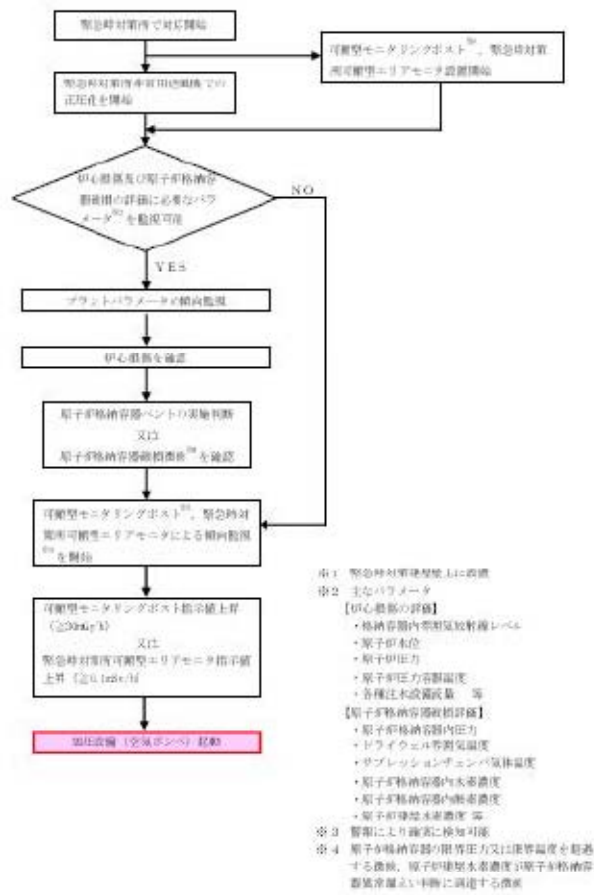 緊急時対策所で対応開始
可搬型モニタリングポスト※1、緊急時対策
所可搬型エリアモニタ設置開始
緊急時対策所非常用送風機での
正圧化を開始
炉心損傷及び原子炉格納容
器破損の評価に必要なパラ
メータ※2を監視可能
NO
YES
プラントパラメータの傾向監視
炉心損傷を確認
原子炉格納容器ベントの実施判断
又は
原子炉格納容器破損徴候※4を確認
可搬型モニタリングポスト※1、緊急時対
策所可搬型エリアモニタによる傾向監視
※3を開始
可搬型モニタリングポスト指示値上昇
(≧30mGy/h)
又は
緊急時対策所可搬型エリアモニタ指示値
上昇(≧0.1mSv/h)
加圧設備(空気ボンベ)起動
※1 緊急時対策建屋屋上に設置
※2 主なパラメータ
【炉心損傷の評価】
・格納容器内雰囲気放射線レベル
・原子炉水位
・原子炉圧力
・原子炉圧力容器温度
・各種注水設備流量 等
【原子炉格納容器破損評価】
・原子炉格納容器内圧力
・ドライウェル雰囲気温度
・サプレッションチェンバ気体温度
・原子炉格納容器内水素濃度
・原子炉格納容器内酸素濃度
・原子炉建屋水素濃度 等
※3 警報により確実に検知可能
※4 原子炉格納容器の限界圧力又は限界温度を超過
する徴候、原子炉建屋水素濃度が原子炉格納容
器異常漏えい判断に到達する徴候